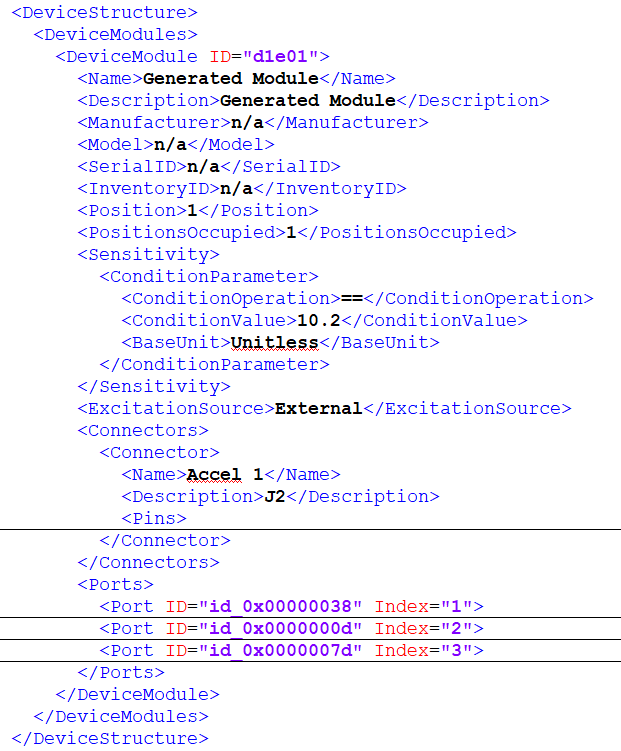 <DeviceStructure>
<DeviceModules>
<DeviceModule ID="d1e01">
<Name>Generated Module</Name>
<Description>Generated Module</Description>
<Manufacturer>n/a</Manufacturer>
<Model>n/a</Model>
<SerialID>n/a</SerialID>
<InventoryID>n/a</InventoryID>
<Position>1</Position>
<PositionsOccupied>1</PositionsOccupied>
<Sensitivity>
<ConditionParameter>
<ConditionOperation>==</ConditionOperation>
<ConditionValue>10.2</ConditionValue>
<BaseUnit>Unitless</BaseUnit>
</ConditionParameter>
</Sensitivity>
<ExcitationSource>External</ExcitationSource>
<Connectors>
<Connector>
<Name>Accel 1</Name>
<Description>J2</Description>
<Pins>
</Connector>
</Connectors>
<Ports>
<Port ID="id_0x00000038" Index="1">
<Port ID="id_0x0000000d" Index="2">
<Port ID="id_0x0000007d" Index="3">
</Ports>
</DeviceModule>
</DeviceModules>
</DeviceStructure>